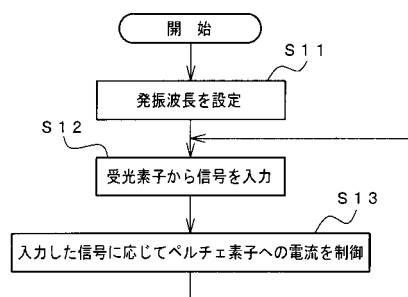 開 始
S11
発振波長を設定
S12
受光素子から信号を入力
S13
入力した信号に応じてペルチェ素子への電流を制御